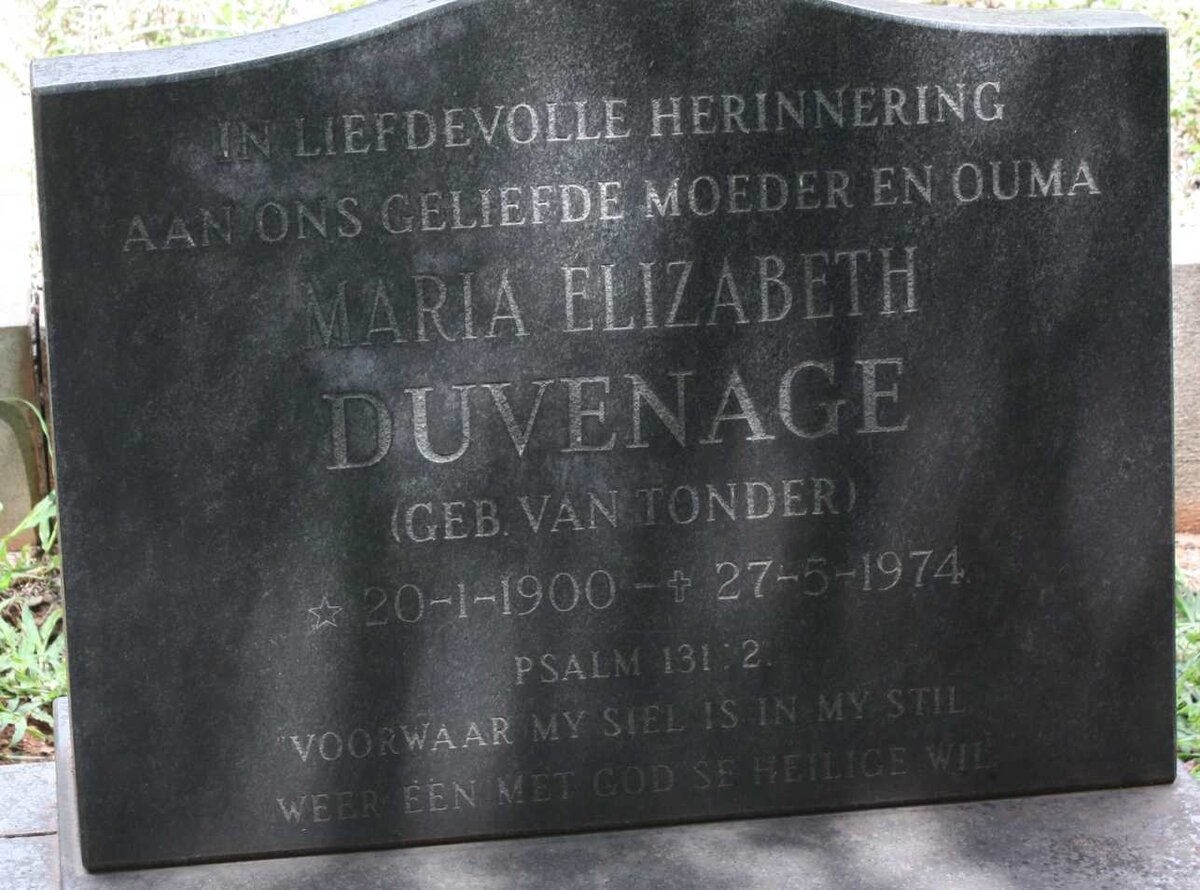 IN LIEFDEVOLLE HERINNERING
AAN ONS GELIEFDE MOEDER EN OUMA
MARIA ELIZABETH
DUVENAGE
(GEB. VAN TONDER)
☆ 20-1-1900 - ✝ 27-5-1974.
PSALM 131:2.
"VOORWAAR MY SIEL IS IN MY STIL
WEER ÉÉN MET GOD SE HEILIGE WIL